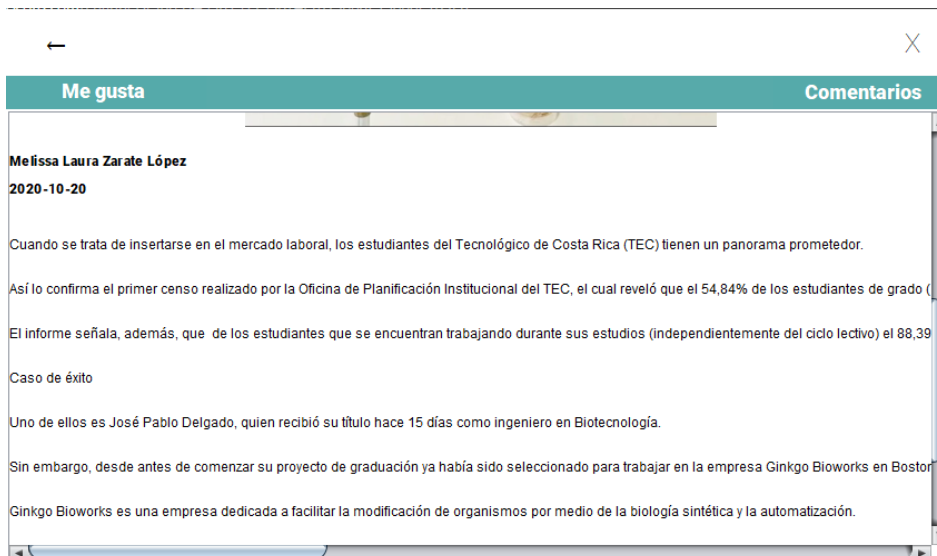 ← X
Me gusta Comentarios
Melissa Laura Zarate López
2020-10-20
Cuando se trata de insertarse en el mercado laboral, los estudiantes del Tecnológico de Costa Rica (TEC) tienen un panorama prometedor.
Así lo confirma el primer censo realizado por la Oficina de Planificación Institucional del TEC, el cual reveló que el 54,84% de los estudiantes de grado (
El informe señala, además, que  de los estudiantes que se encuentran trabajando durante sus estudios (independientemente del ciclo lectivo) el 88,39
Caso de éxito
Uno de ellos es José Pablo Delgado, quien recibió su título hace 15 días como ingeniero en Biotecnología.
Sin embargo, desde antes de comenzar su proyecto de graduación ya había sido seleccionado para trabajar en la empresa Ginkgo Bioworks en Boston
Ginkgo Bioworks es una empresa dedicada a facilitar la modificación de organismos por medio de la biología sintética y la automatización.